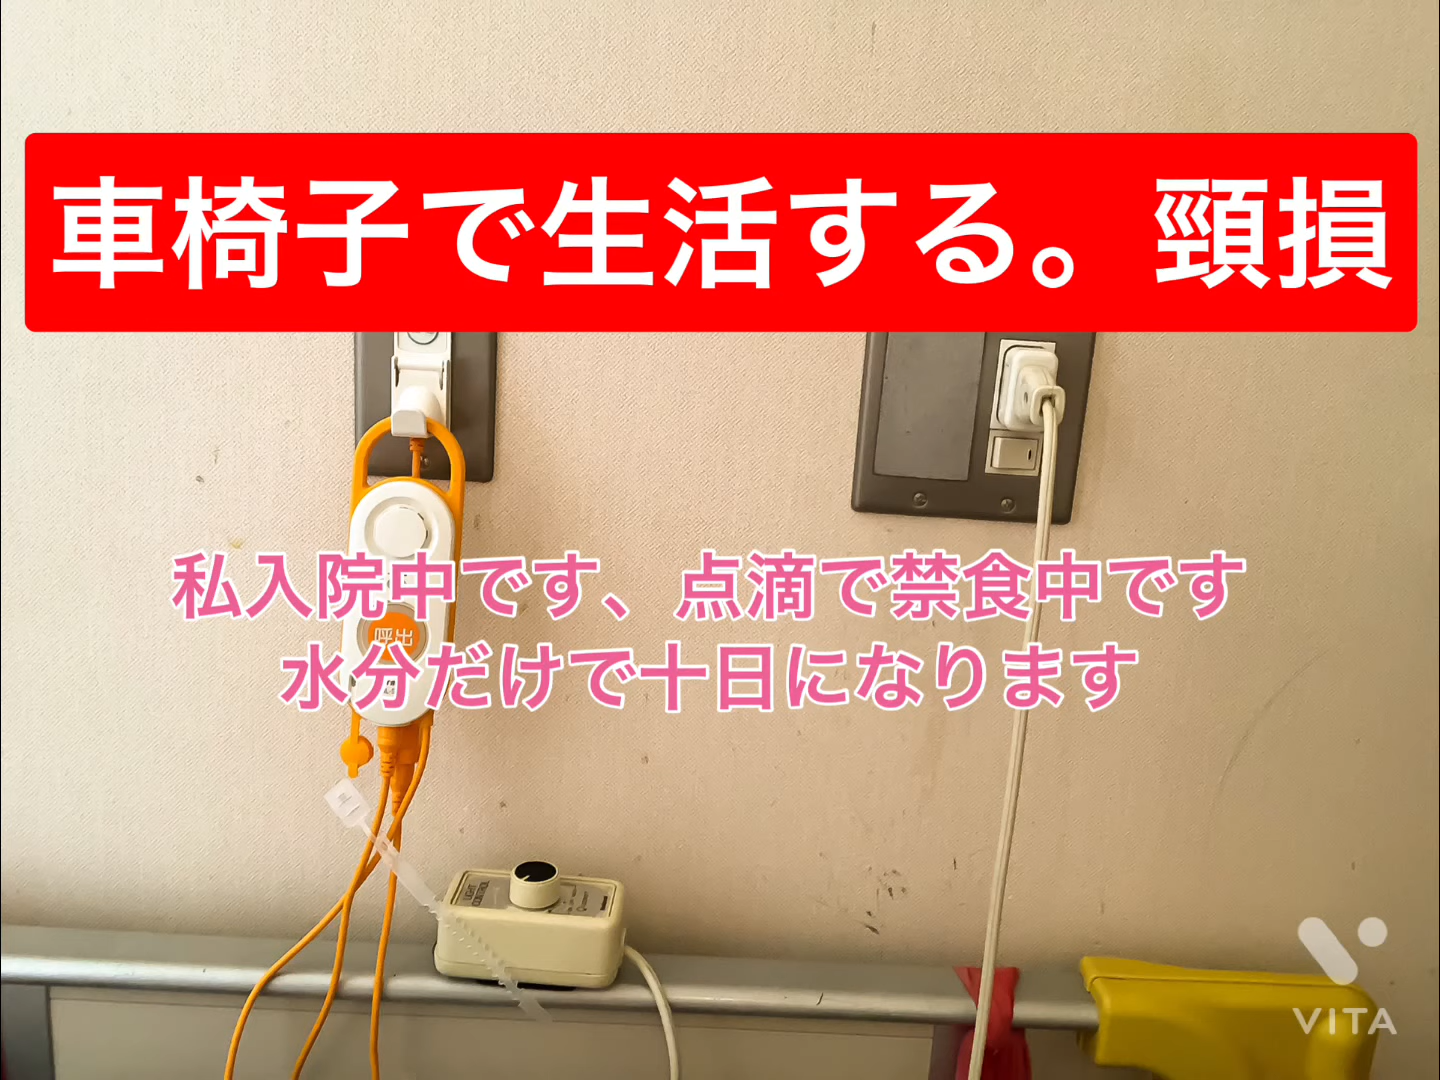 車椅子で生活する。頸損
私入院中です、点滴で禁食中です
呼出
水分だけで十日になります
LIGHT
CONTROL
VITA